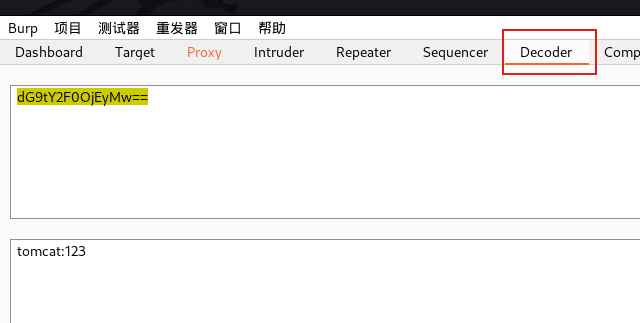 Burp 项目 测试器 重发器 窗口 帮助
Dashboard Target Proxy Intruder Repeater Sequencer Decoder Comp
dG9tY2F0OjEyMw==
tomcat:123